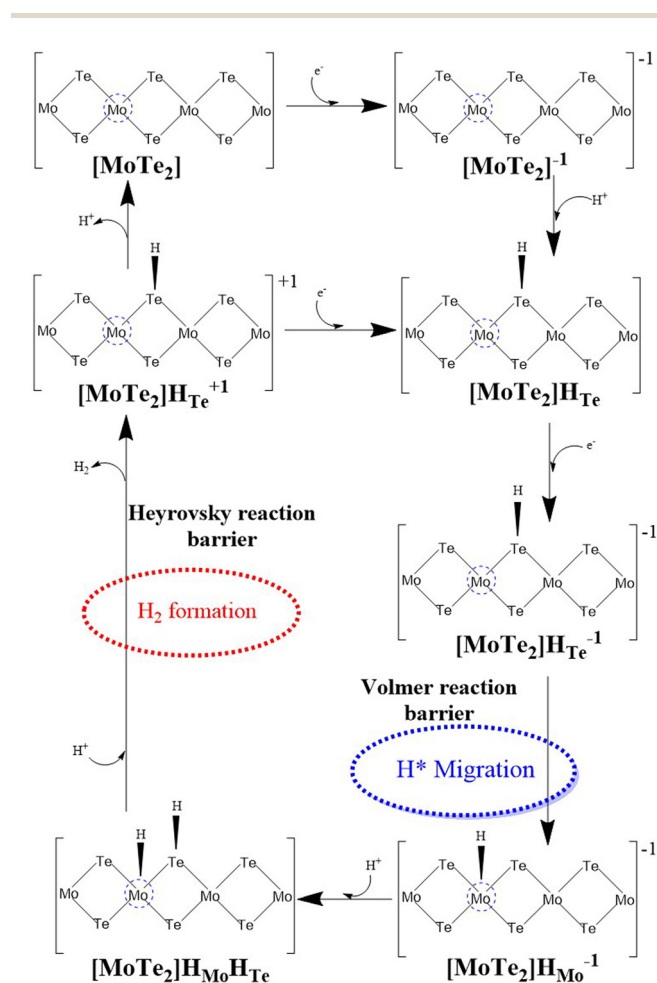 Te Te Te
Mo Mo Mo Mo
Te Te Te
[MoTe2]
e-
-1
Te Te Te
Mo Mo Mo Mo
Te Te Te
[MoTe2]-1
H+
H+
H
+1
Te Te Te
Mo Mo Mo Mo
Te Te Te
[MoTe2]HTe+1
e-
H
Te Te Te
Mo Mo Mo Mo
Te Te Te
[MoTe2]HTe
e-
H2
Heyrovsky reaction
barrier
H2 formation
H+
H
-1
Te Te Te
Mo Mo Mo Mo
Te Te Te
[MoTe2]HTe-1
Volmer reaction
barrier
H* Migration
H H
Te Te Te
Mo Mo Mo Mo
Te Te Te
[MoTe2]HMoHTe
H+
H
-1
Te Te Te
Mo Mo Mo Mo
Te Te Te
[MoTe2]HMo-1